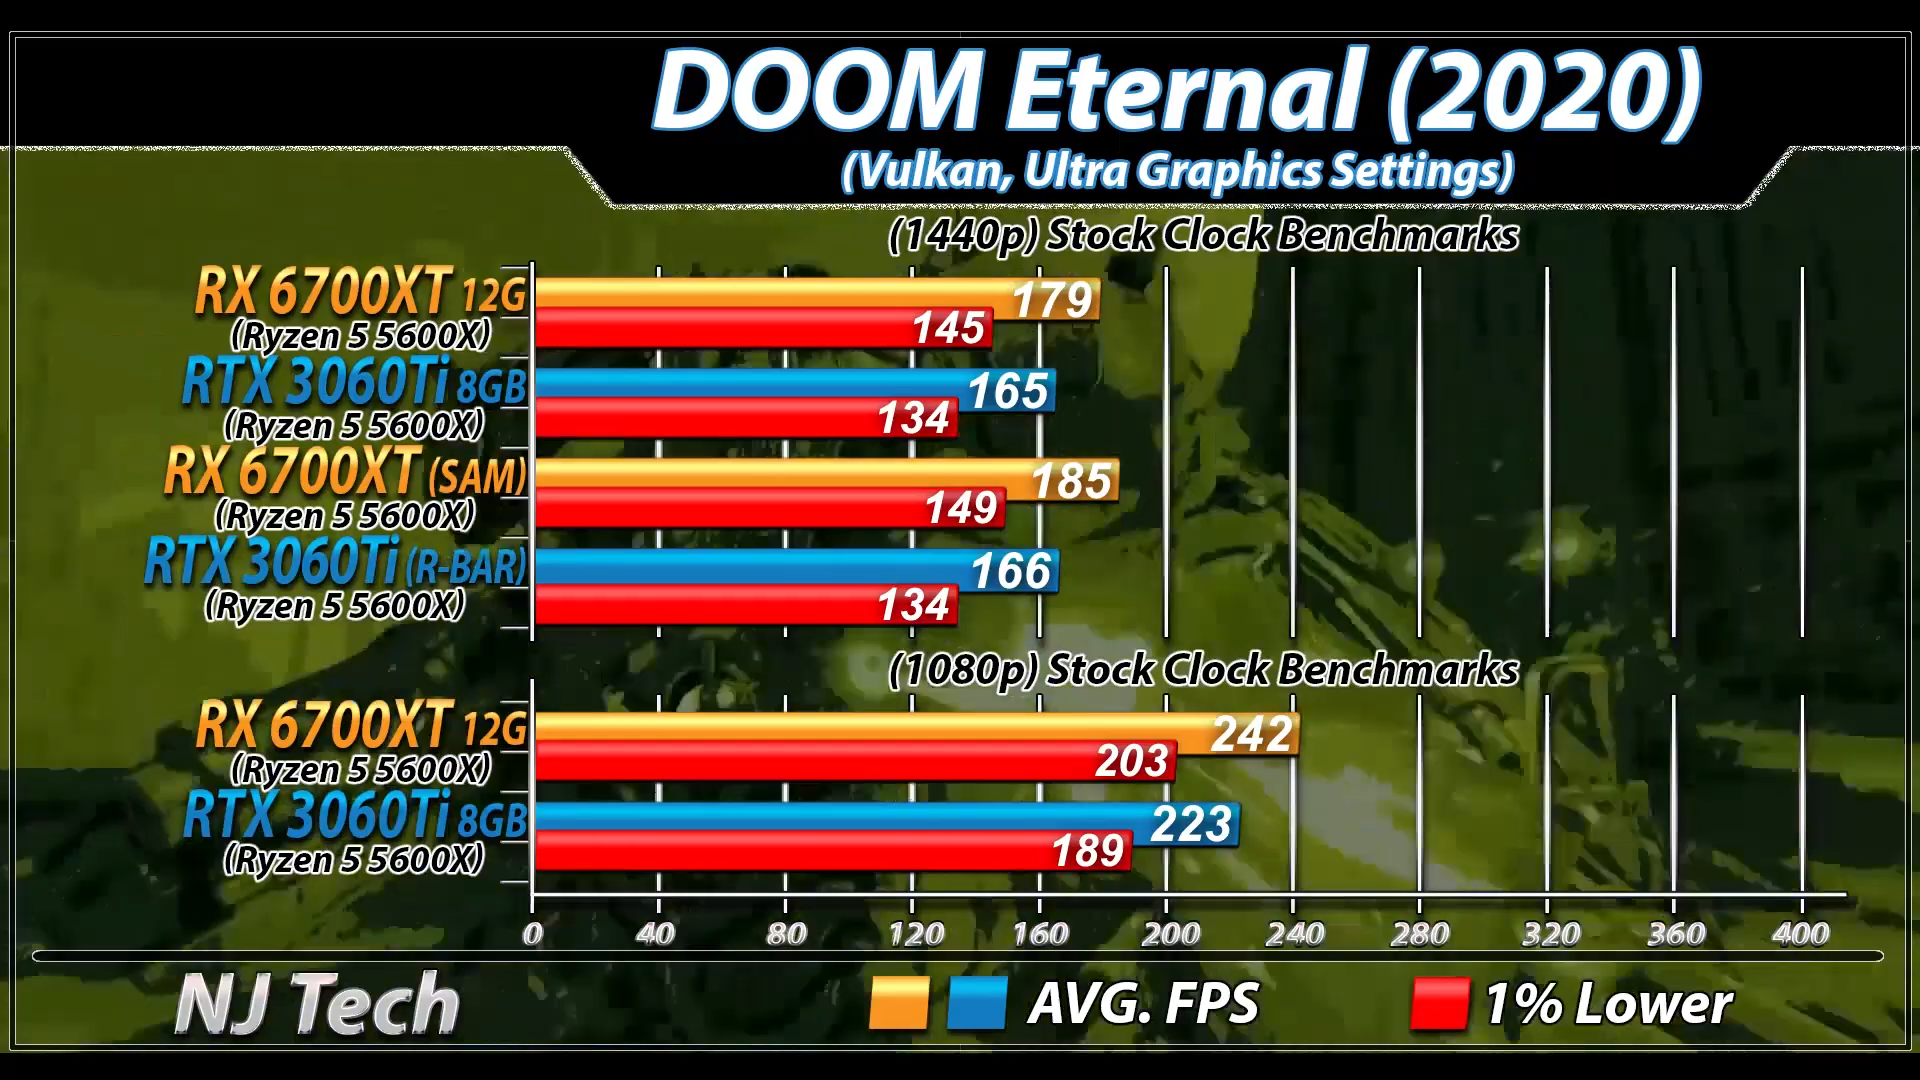 DOOM Eternal (2020)
(Vulkan, Ultra Graphics Settings)
(1440p) Stock Clock Benchmarks
RX 6700XT 12G
179
(Ryzen 5 5600X)
145
RTX 3060Ti 8GB
165
(Ryzen 5 5600X)
134
RX 6700XT (SAM)
185
(Ryzen 5 5600X)
149
RTX 3060Ti (R-BAR)
166
(Ryzen 5 5600X)
134
(1080p) Stock Clock Benchmarks
RX 6700XT 12G
242
(Ryzen 5 5600X)
203
RTX 3060Ti 8GB
223
(Ryzen 5 5600X)
189
0 40 80 120 160 200 240 280 320 360 400
NJ Tech
AVG. FPS
1% Lower